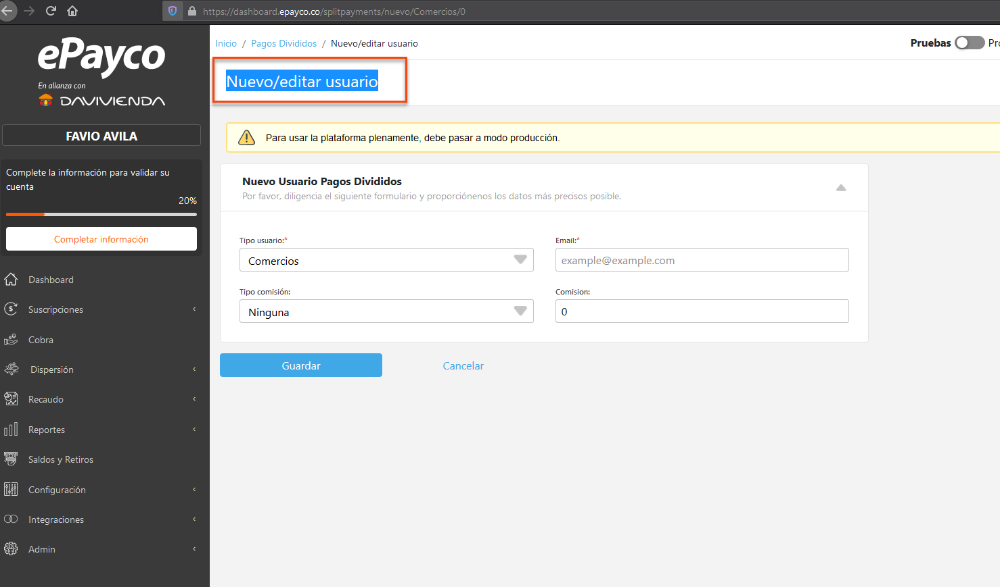 https://dashboard.epayco.co/splitpayments/nuevo/Comercios/0
ePayco
En alianza con
DAVIVIENDA
FAVIO AVILA
Complete la información para validar su
cuenta
20%
Completar información
Dashboard
Suscripciones
Cobra
Dispersión
Recaudo
Reportes
Saldos y Retiros
Configuración
Integraciones
Admin
Inicio / Pagos Divididos / Nuevo/editar usuario
Pruebas Pro
Nuevo/editar usuario
Para usar la plataforma plenamente, debe pasar a modo producción.
Nuevo Usuario Pagos Divididos
Por favor, diligencia el siguiente formulario y proporciónenos los datos más precisos posible.
Tipo usuario:* Email:*
Comercios example@example.com
Tipo comisión: Comision:
Ninguna 0
Guardar Cancelar